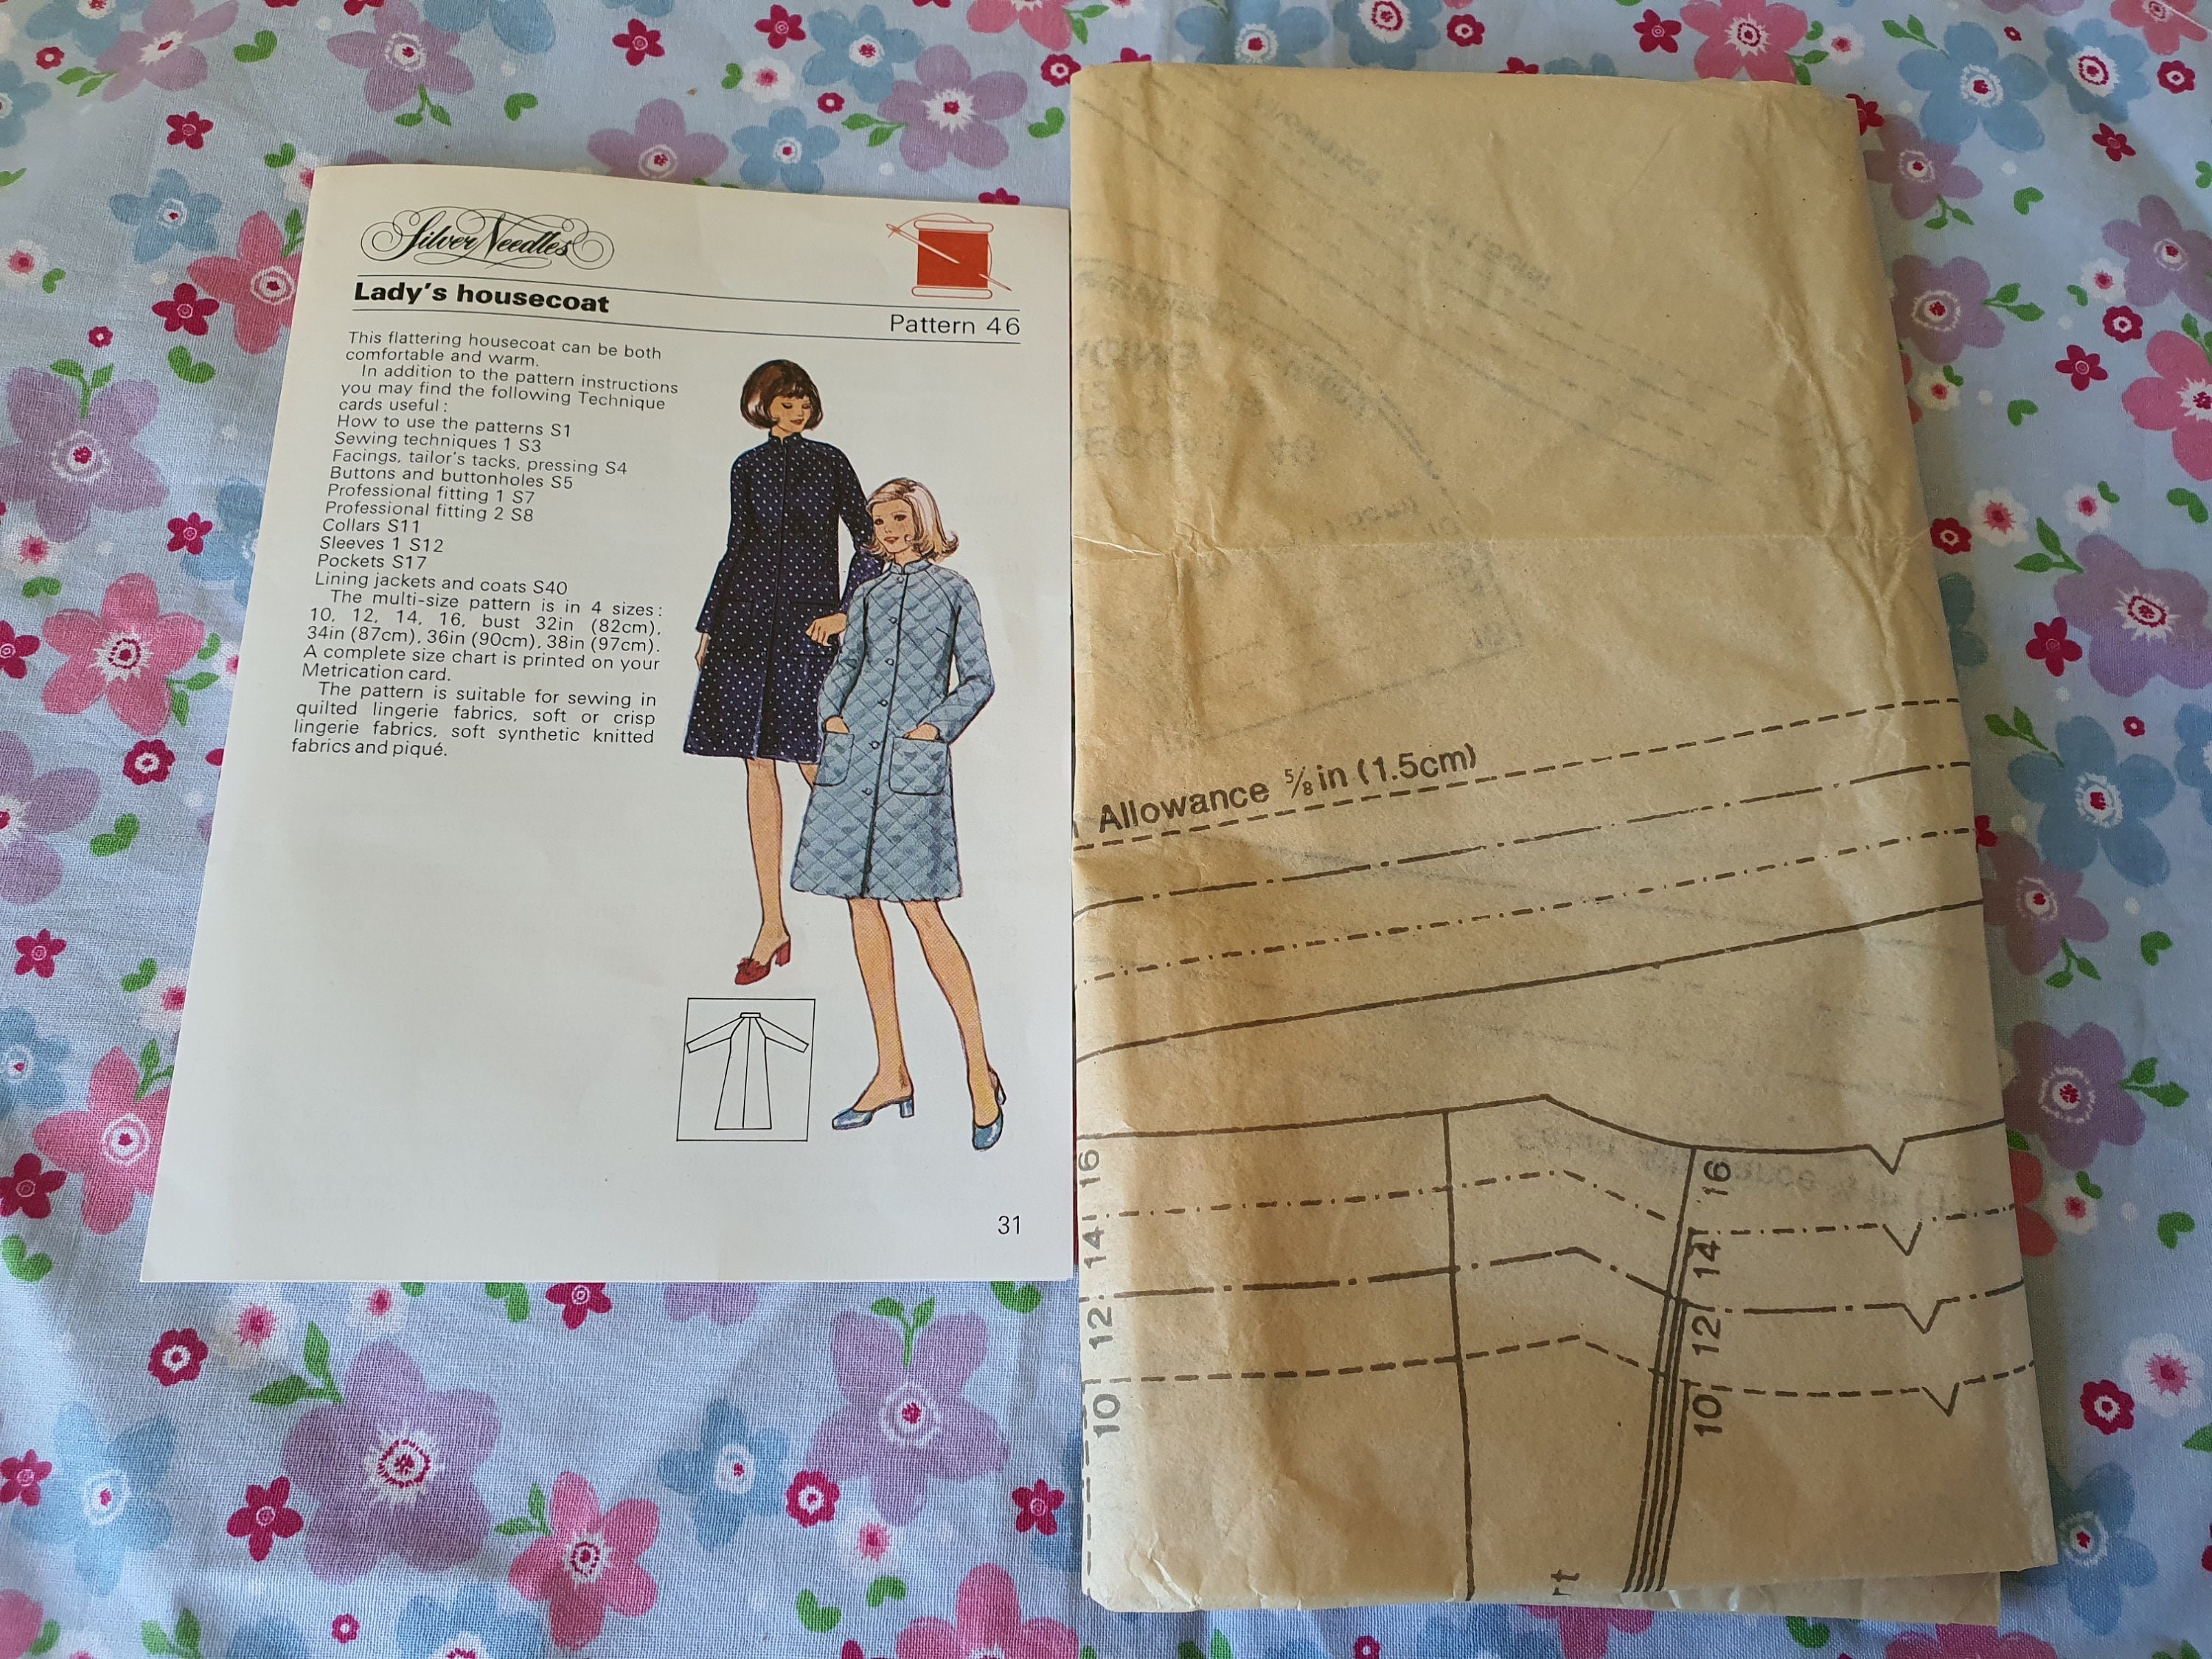 Silver Needles
Lady's housecoat
Pattern 46
This flattering housecoat can be both
comfortable and warm.
In addition to the pattern instructions
you may find the following Technique
cards useful :
How to use the patterns S1
Sewing techniques 1 S3
Facings, tailor's tacks, pressing S4
Buttons and buttonholes S5
Professional fitting 1 S7
Professional fitting 2 S8
Collars S11
Sleeves 1 S12
Pockets S17
Lining jackets and coats S40
The multi-size pattern is in 4 sizes :
10, 12, 14, 16, bust 32in (82cm),
34in (87cm), 36in (90cm), 38in (97cm).
A complete size chart is printed on your
Metrication card.
The pattern is suitable for sewing in
quilted lingerie fabrics, soft or crisp
lingerie fabrics, soft synthetic knitted
fabrics and piqué.
31
Allowance ⅝in (1.5cm)
16
14
12
10
16
14
12
10
rt